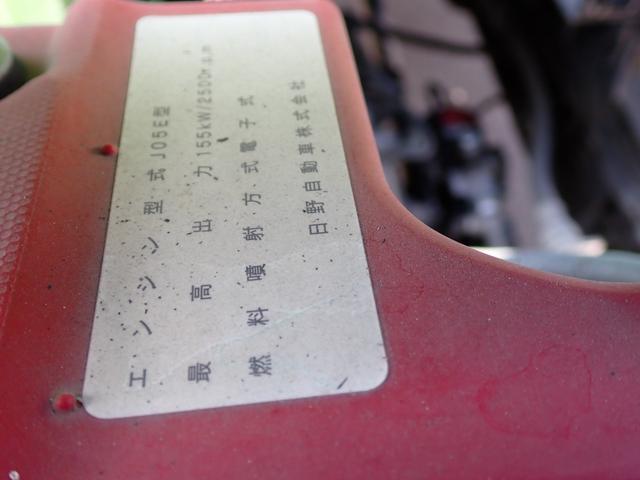 エンジン型式 J05E型
最高出力 155kW/2500r.p.m
燃料噴射方式 電子式
日野自動車株式会社